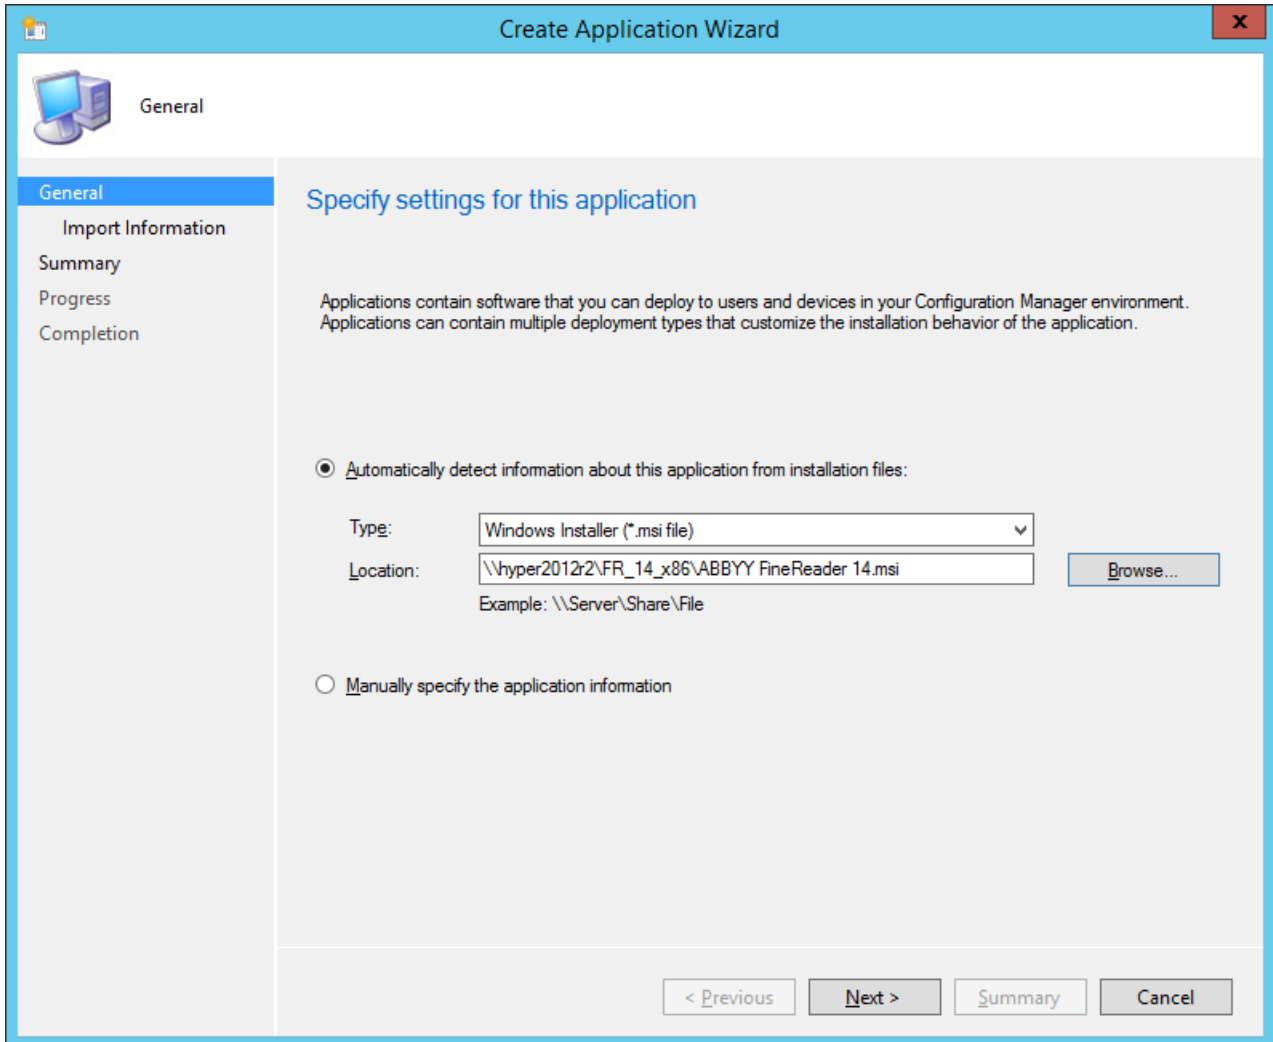 Create Application Wizard
x
General
General
Import Information
Summary
Progress
Completion
Specify settings for this application
Applications contain software that you can deploy to users and devices in your Configuration Manager environment.
Applications can contain multiple deployment types that customize the installation behavior of the application.
Automatically detect information about this application from installation files:
Type: Windows Installer (*.msi file)
Location: \\hyper2012r2\FR_14_x86\ABBYY FineReader 14.msi Browse...
Example: \\Server\Share\File
Manually specify the application information
< Previous Next > Summary Cancel